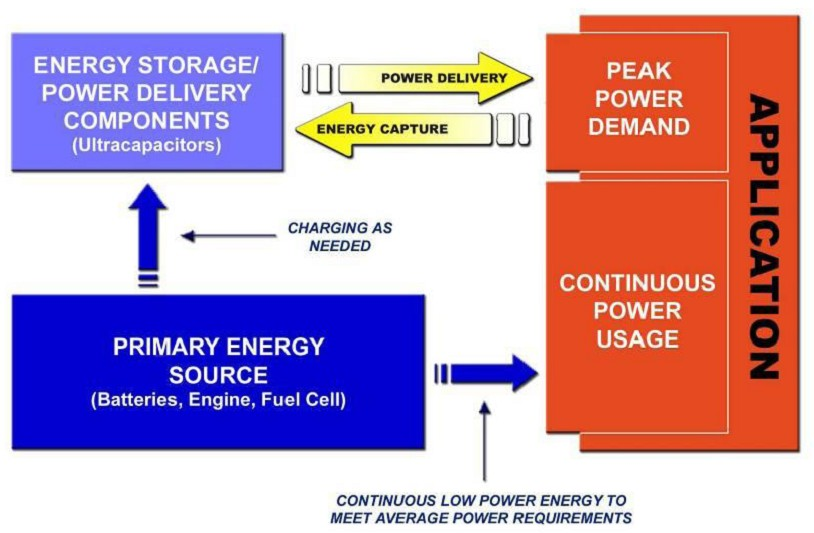 ENERGY STORAGE/
POWER DELIVERY
COMPONENTS
(Ultracapacitors)
POWER DELIVERY
ENERGY CAPTURE
PEAK
POWER
DEMAND
APPLICATION
CHARGING AS
NEEDED
CONTINUOUS
POWER
USAGE
PRIMARY ENERGY
SOURCE
(Batteries, Engine, Fuel Cell)
CONTINUOUS LOW POWER ENERGY TO
MEET AVERAGE POWER REQUIREMENTS